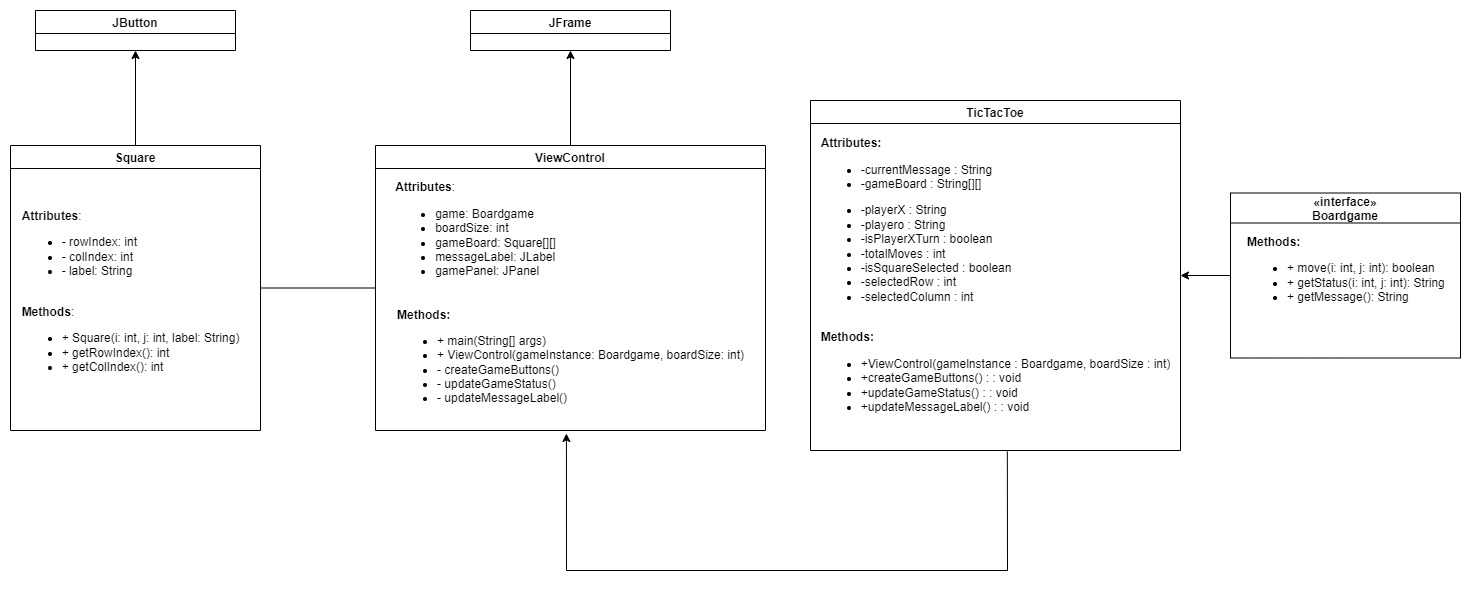 JButton
JFrame
Square
Attributes:
- rowIndex: int
- colIndex: int
- label: String
Methods:
+ Square(i: int, j: int, label: String)
+ getRowIndex(): int
+ getColIndex(): int
ViewControl
Attributes:
game: Boardgame
boardSize: int
gameBoard: Square[][]
messageLabel: JLabel
gamePanel: JPanel
Methods:
+ main(String[] args)
+ ViewControl(gameInstance: Boardgame, boardSize: int)
- createGameButtons()
- updateGameStatus()
- updateMessageLabel()
TicTacToe
Attributes:
-currentMessage : String
-gameBoard : String[][]
-playerX : String
-playero : String
-isPlayerXTurn : boolean
-totalMoves : int
-isSquareSelected : boolean
-selectedRow : int
-selectedColumn : int
Methods:
+ViewControl(gameInstance : Boardgame, boardSize : int)
+createGameButtons() : : void
+updateGameStatus() : : void
+updateMessageLabel() : : void
«interface»
Boardgame
Methods:
+ move(i: int, j: int): boolean
+ getStatus(i: int, j: int): String
+ getMessage(): String